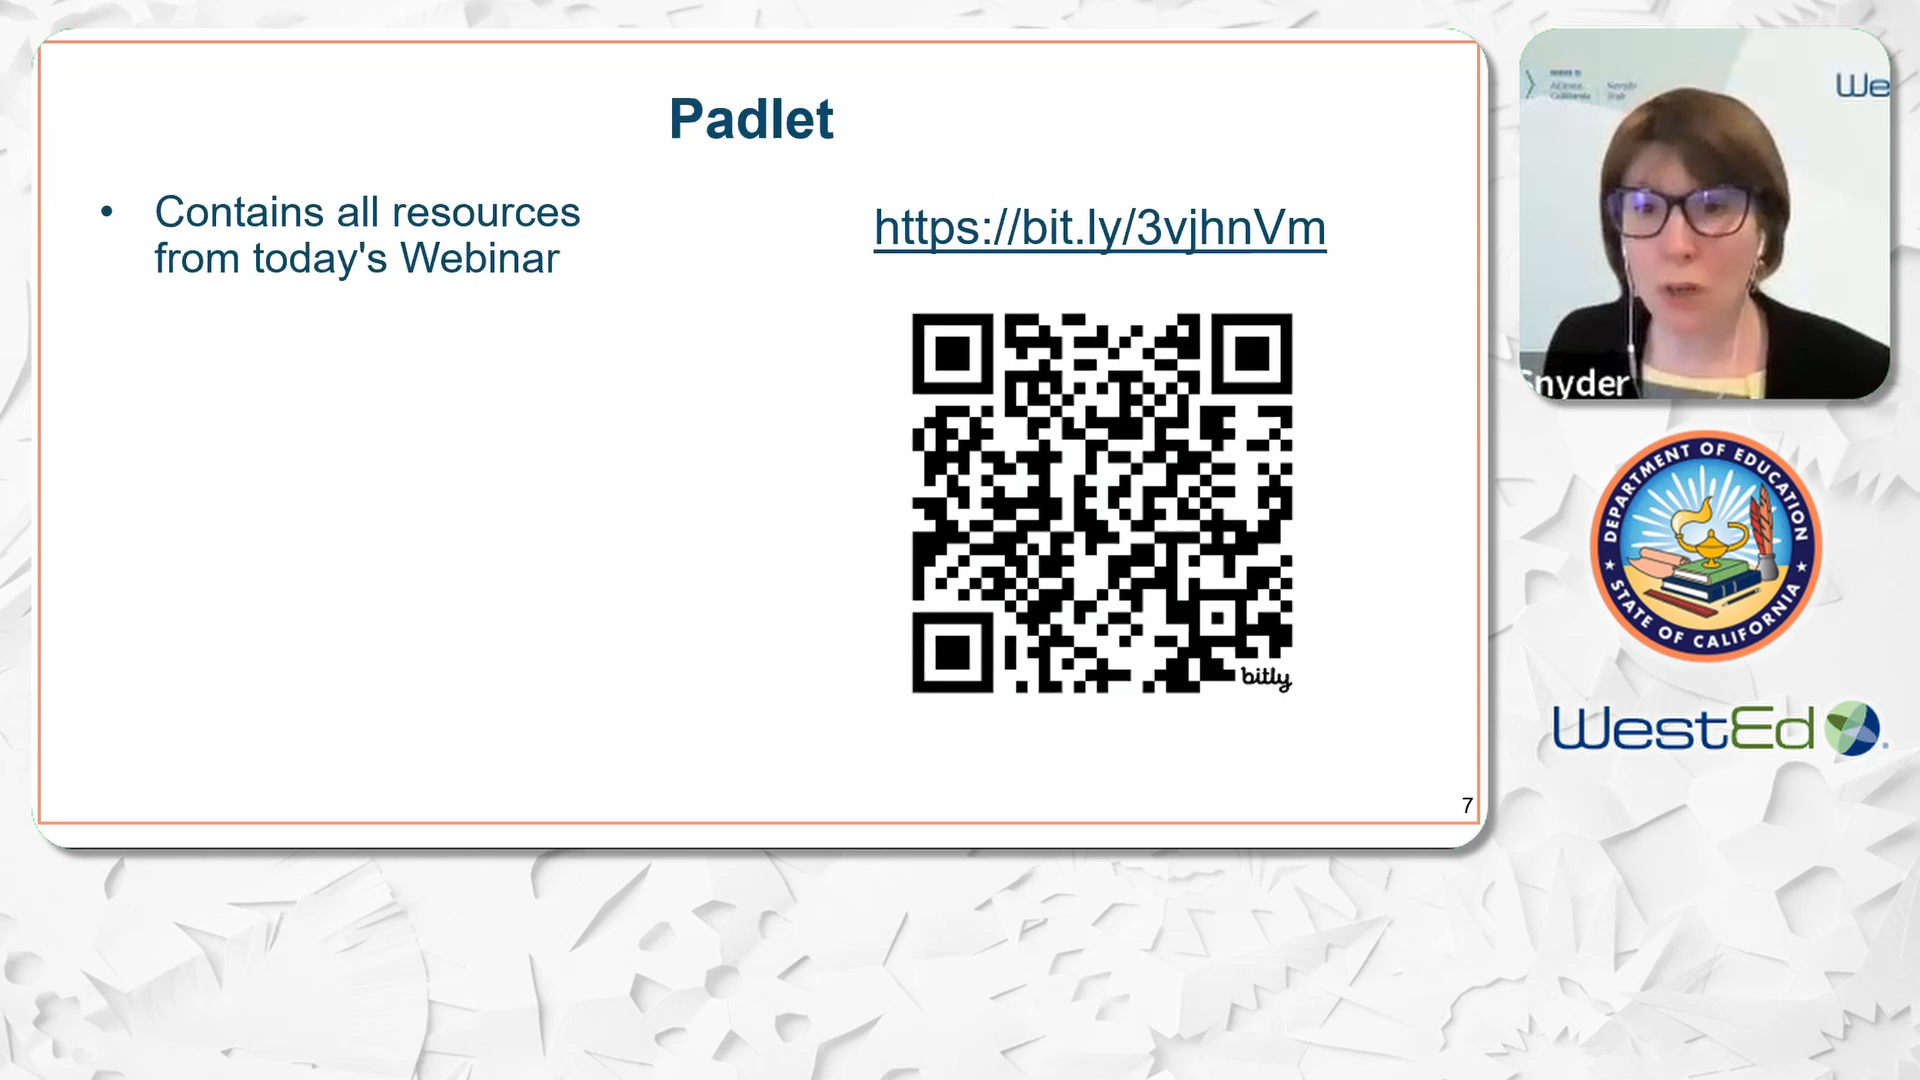 Padlet
• Contains all resources
from today's Webinar
https://bit.ly/3vjhnVm
bitly
7
We
Snyder
DEPARTMENT OF EDUCATION
STATE OF CALIFORNIA
WestEd